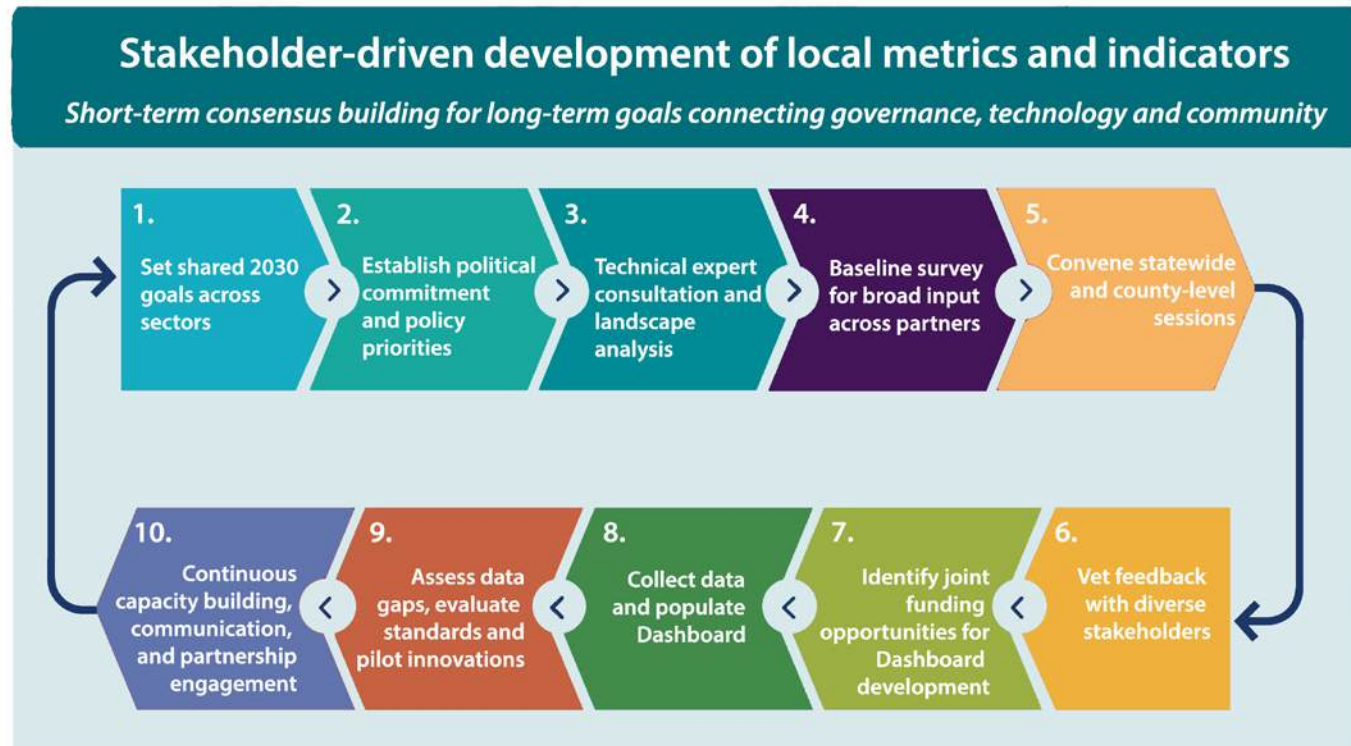 Stakeholder-driven development of local metrics and indicators
Short-term consensus building for long-term goals connecting governance, technology and community
1.
Set shared 2030
goals across
sectors
2.
Establish political
commitment
and policy
priorities
3.
Technical expert
consultation and
landscape
analysis
4.
Baseline survey
for broad input
across partners
5.
Convene statewide
and county-level
sessions
6.
Vet feedback
with diverse
stakeholders
7.
Identify joint
funding
opportunities for
Dashboard
development
8.
Collect data
and populate
Dashboard
9.
Assess data
gaps, evaluate
standards and
pilot innovations
10.
Continuous
capacity building,
communication,
and partnership
engagement